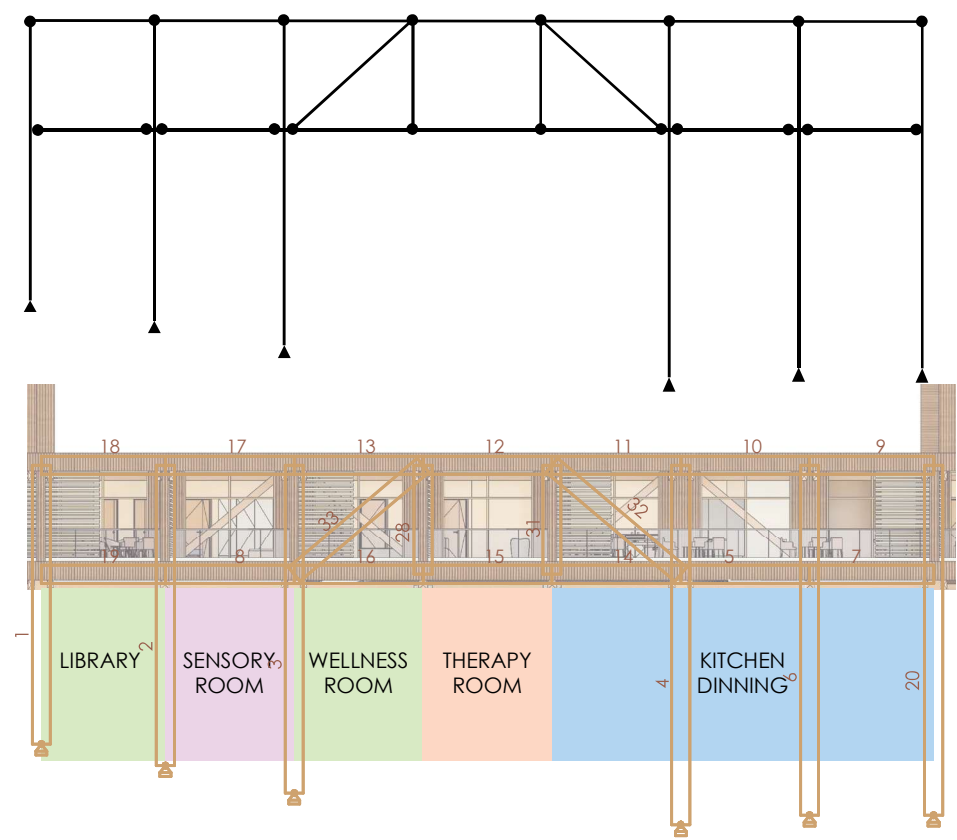 18 17 13 12 11 10 9
33 28 31 32
19 8 16 15 14 5 7
1 2 3 4 6 20
LIBRARY
SENSORY
ROOM
WELLNESS
ROOM
THERAPY
ROOM
KITCHEN
DINNING